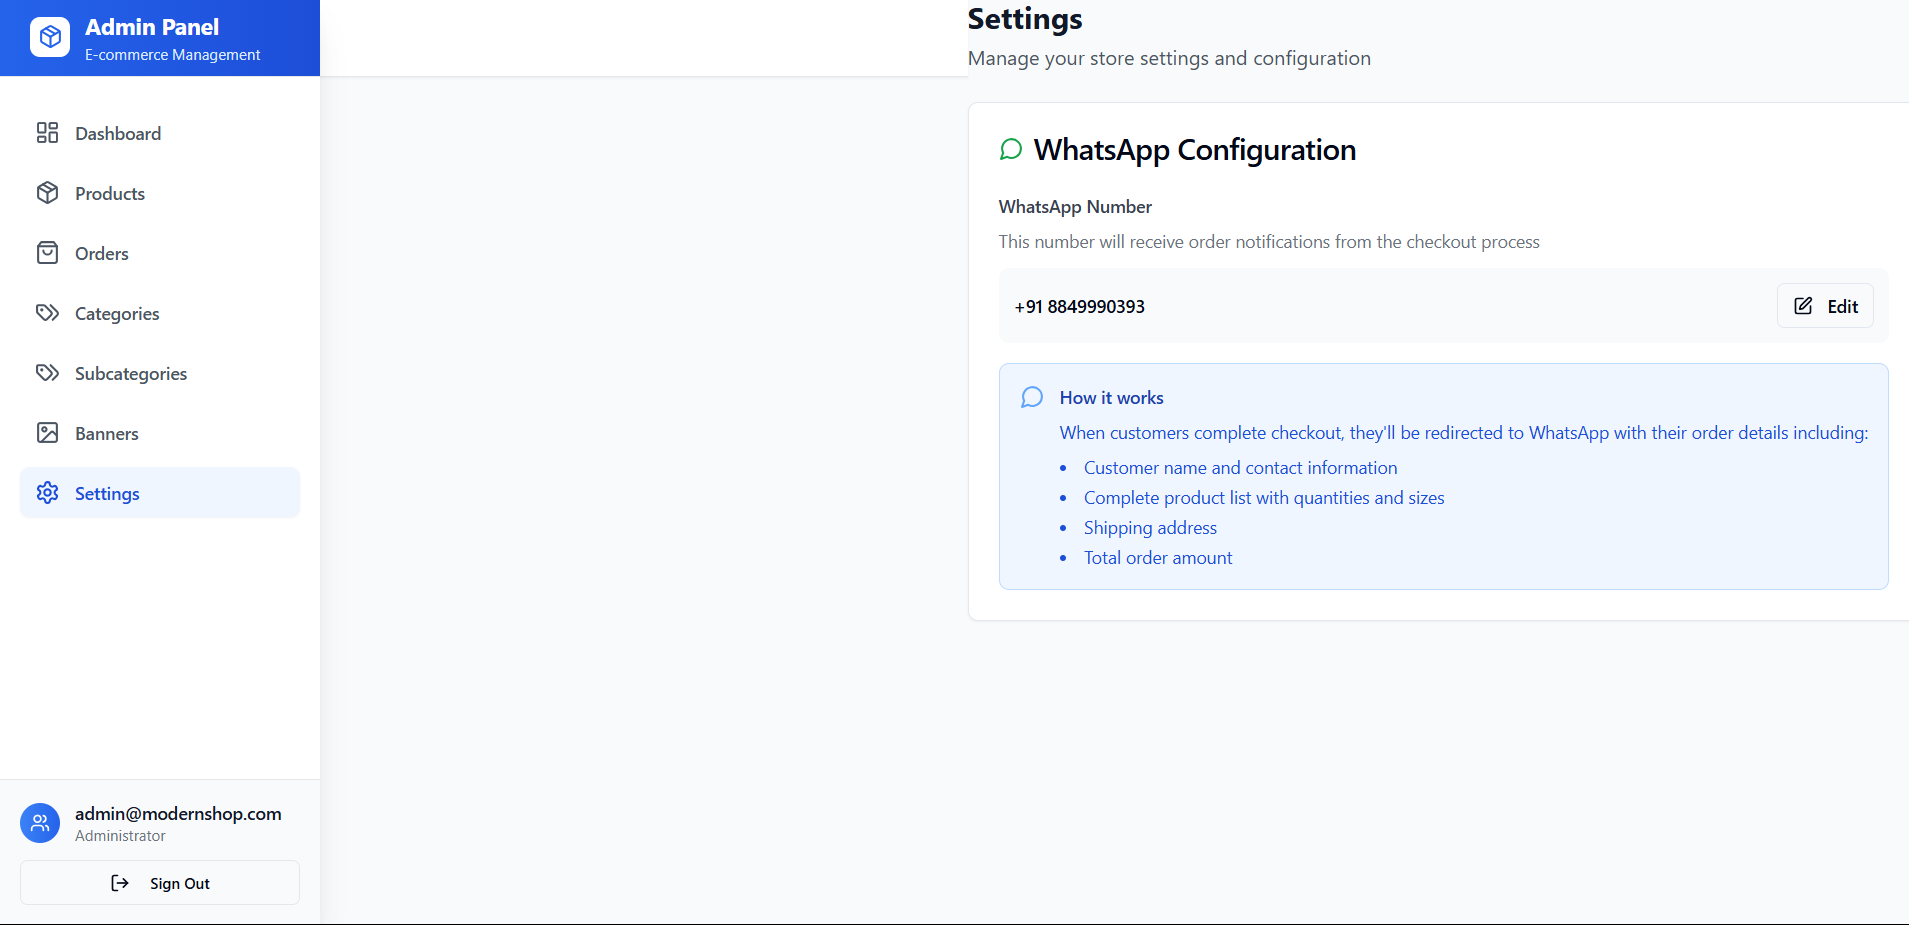 Admin Panel
E-commerce Management
Dashboard
Products
Orders
Categories
Subcategories
Banners
Settings
admin@modernshop.com
Administrator
Sign Out
Settings
Manage your store settings and configuration
WhatsApp Configuration
WhatsApp Number
This number will receive order notifications from the checkout process
+91 8849990393
Edit
How it works
When customers complete checkout, they'll be redirected to WhatsApp with their order details including:
• Customer name and contact information
• Complete product list with quantities and sizes
• Shipping address
• Total order amount